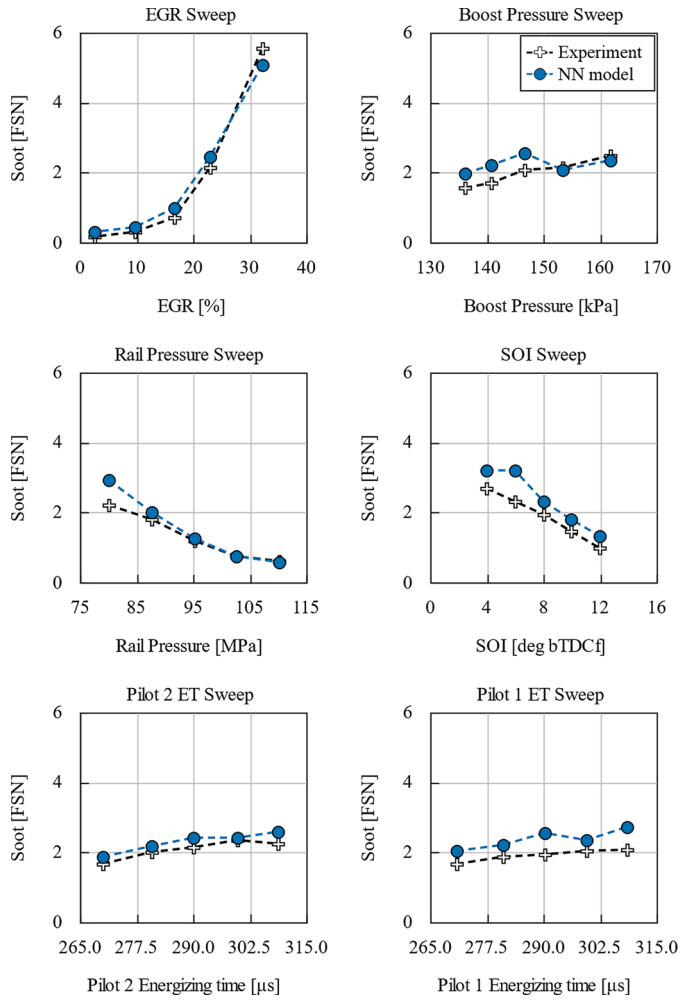 EGR Sweep
Soot [FSN]
6
4
2
0
0 10 20 30 40
EGR [%]
Boost Pressure Sweep
Experiment
NN model
Soot [FSN]
6
4
2
0
130 140 150 160 170
Boost Pressure [kPa]
Rail Pressure Sweep
Soot [FSN]
6
4
2
0
75 85 95 105 115
Rail Pressure [MPa]
SOI Sweep
Soot [FSN]
6
4
2
0
0 4 8 12 16
SOI [deg bTDCf]
Pilot 2 ET Sweep
Soot [FSN]
6
4
2
0
265.0 277.5 290.0 302.5 315.0
Pilot 2 Energizing time [µs]
Pilot 1 ET Sweep
Soot [FSN]
6
4
2
0
265.0 277.5 290.0 302.5 315.0
Pilot 1 Energizing time [µs]